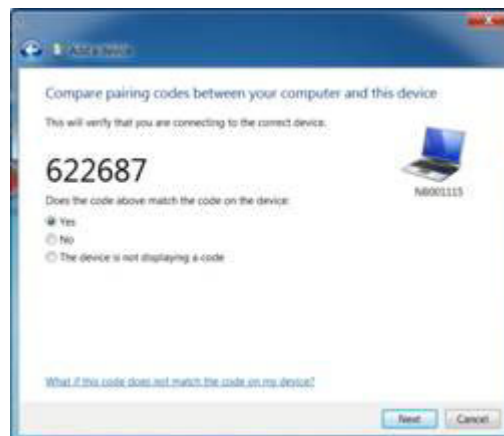 Add a device
Compare pairing codes between your computer and this device
This will verify that you are connecting to the correct device.
622687
NB001115
Does the code above match the code on the device:
Yes
No
The device is not displaying a code
What if this code does not match the code on my device?
Next
Cancel